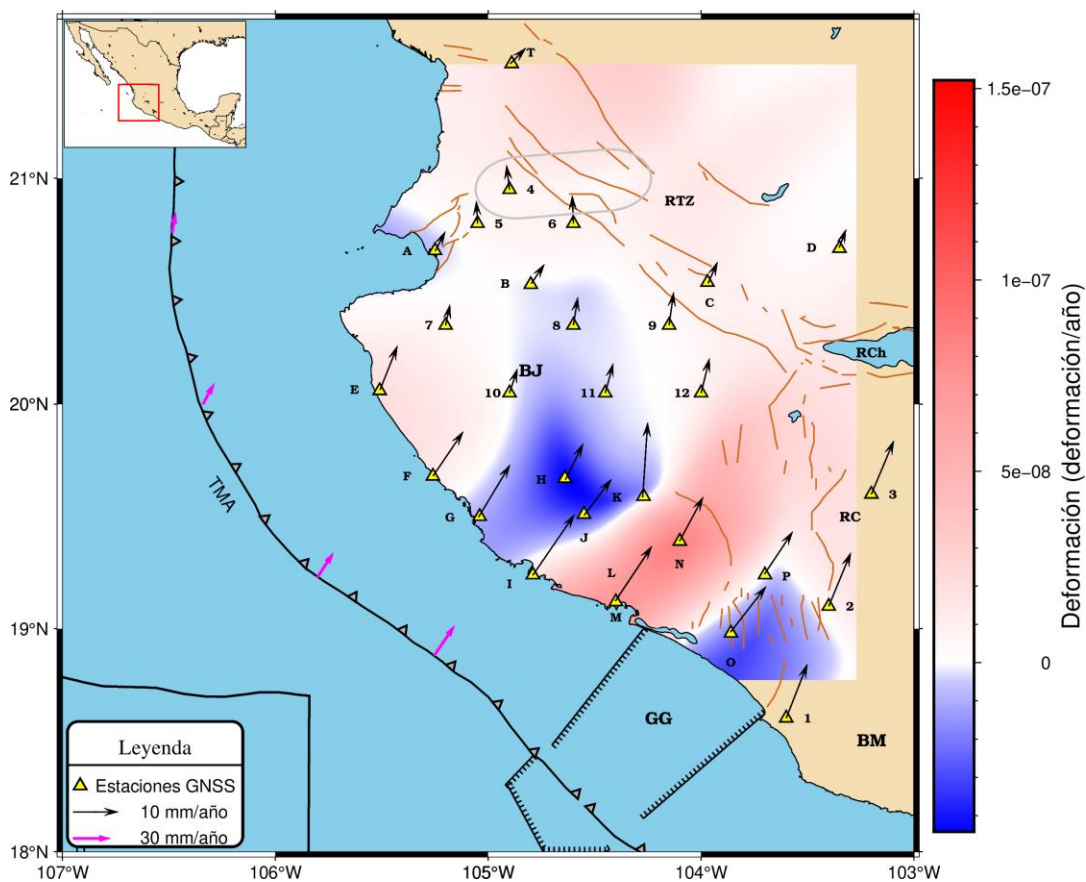 T
1.5e-07
21°N
4
RTZ
5
6
A
D
B
C
1e-07
7
8
9
RCh
BJ
E
10
11
12
20°N
5e-08
F
H
K
3
TMA
G
J
RC
I
L
N
P
M
2
19°N
O
0
GG
1
BM
Leyenda
Estaciones GNSS
10 mm/año
30 mm/año
18°N
107°W
106°W
105°W
104°W
103°W
Deformación (deformación/año)